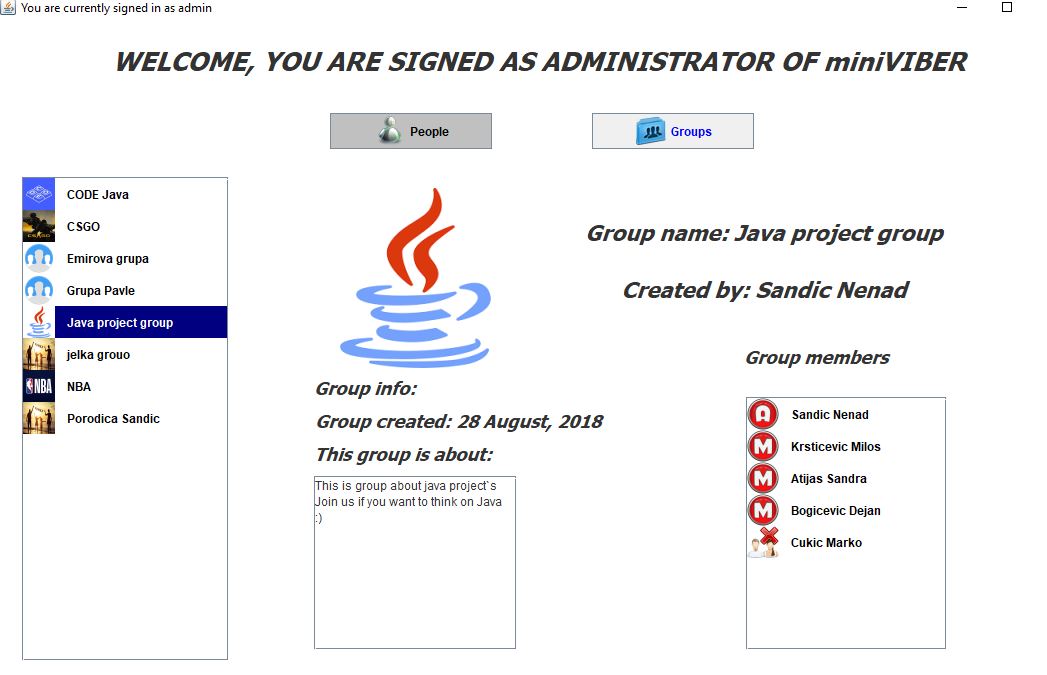 You are currently signed in as admin
WELCOME, YOU ARE SIGNED AS ADMINISTRATOR OF miniVIBER
People
Groups
CODE Java
CSGO
Emirova grupa
Grupa Pavle
Java project group
jelka grouo
NBA
NBA
Porodica Sandic
Group info:
Group created: 28 August, 2018
This group is about:
This is group about java project`s
Join us if you want to think on Java
:)
Group name: Java project group
Created by: Sandic Nenad
Group members
A
Sandic Nenad
M
Krsticevic Milos
M
Atijas Sandra
M
Bogicevic Dejan
Cukic Marko